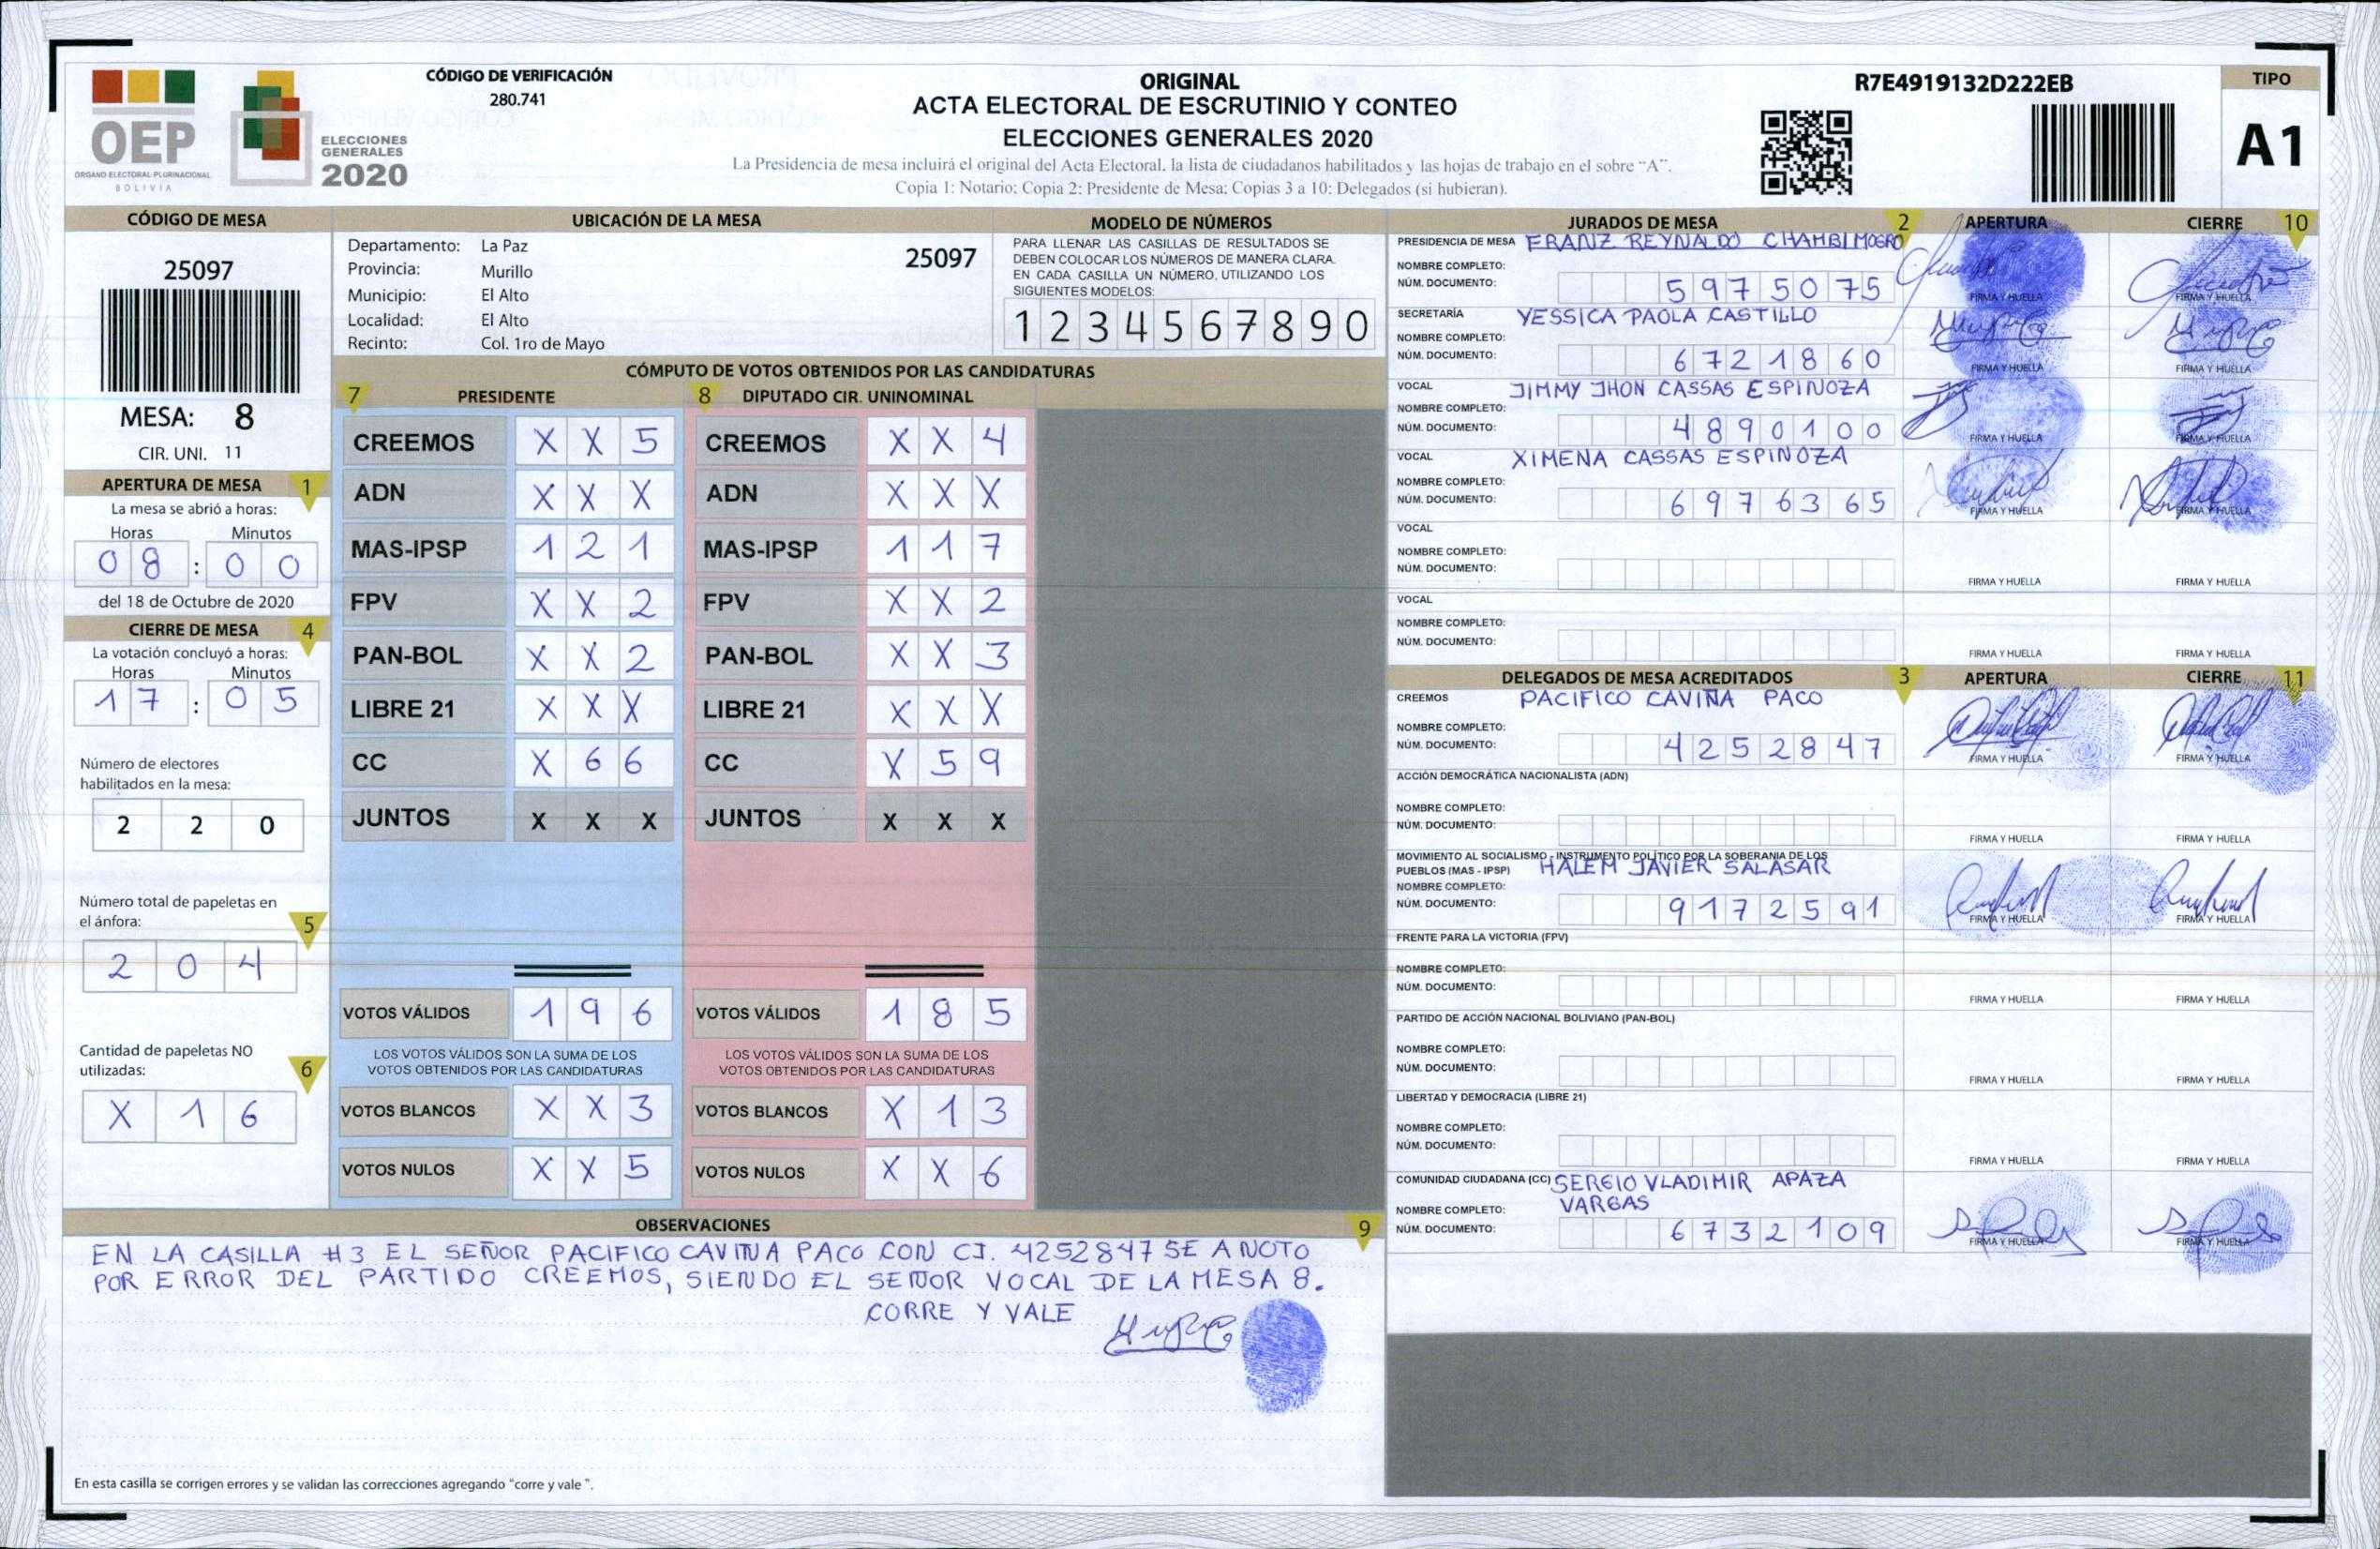 OEP
ÓRGANO ELECTORAL PLURINACIONAL
BOLIVIA
ELECCIONES
GENERALES
2020
CÓDIGO DE VERIFICACIÓN
280.741
ORIGINAL
ACTA ELECTORAL DE ESCRUTINIO Y CONTEO
ELECCIONES GENERALES 2020
La Presidencia de mesa incluirá el original del Acta Electoral, la lista de ciudadanos habilitados y las hojas de trabajo en el sobre "A".
Copia 1: Notario; Copia 2: Presidente de Mesa; Copias 3 a 10: Delegados (si hubieran).
R7E4919132D222EB
TIPO
A1
CÓDIGO DE MESA
25097
MESA: 8
CIR. UNI. 11
APERTURA DE MESA 1
La mesa se abrió a horas:
Horas Minutos
08 : 00
del 18 de Octubre de 2020
CIERRE DE MESA 4
La votación concluyó a horas:
Horas Minutos
17 : 05
Número de electores
habilitados en la mesa:
2 2 0
Número total de papeletas en
el ánfora: 5
2 0 4
Cantidad de papeletas NO
utilizadas: 6
X 1 6
UBICACIÓN DE LA MESA
Departamento: La Paz 25097
Provincia: Murillo
Municipio: El Alto
Localidad: El Alto
Recinto: Col. 1ro de Mayo
MODELO DE NÚMEROS
PARA LLENAR LAS CASILLAS DE RESULTADOS SE
DEBEN COLOCAR LOS NÚMEROS DE MANERA CLARA.
EN CADA CASILLA UN NÚMERO, UTILIZANDO LOS
SIGUIENTES MODELOS:
1 2 3 4 5 6 7 8 9 0
CÓMPUTO DE VOTOS OBTENIDOS POR LAS CANDIDATURAS
7 PRESIDENTE 8 DIPUTADO CIR. UNINOMINAL
CREEMOS X X 5 CREEMOS X X 4
ADN X X X ADN X X X
MAS-IPSP 1 2 1 MAS-IPSP 1 1 7
FPV X X 2 FPV X X 2
PAN-BOL X X 2 PAN-BOL X X 3
LIBRE 21 X X X LIBRE 21 X X X
CC X 6 6 CC X 5 9
JUNTOS X X X JUNTOS X X X
VOTOS VÁLIDOS 1 9 6 VOTOS VÁLIDOS 1 8 5
LOS VOTOS VÁLIDOS SON LA SUMA DE LOS LOS VOTOS VÁLIDOS SON LA SUMA DE LOS
VOTOS OBTENIDOS POR LAS CANDIDATURAS VOTOS OBTENIDOS POR LAS CANDIDATURAS
VOTOS BLANCOS X X 3 VOTOS BLANCOS X 1 3
VOTOS NULOS X X 5 VOTOS NULOS X X 6
OBSERVACIONES 9
EN LA CASILLA #3 EL SEÑOR PACIFICO CAVIÑA PACO CON CI. 4252847 SE ANOTO
POR ERROR DEL PARTIDO CREEMOS, SIENDO EL SEÑOR VOCAL DE LA MESA 8.
CORRE Y VALE
En esta casilla se corrigen errores y se validan las correcciones agregando "corre y vale ".
JURADOS DE MESA 2 APERTURA CIERRE 10
PRESIDENCIA DE MESA FRANZ REYNALDO CHAMBI MOGRO
NOMBRE COMPLETO:
NÚM. DOCUMENTO: 5975075 FIRMA Y HUELLA FIRMA Y HUELLA
SECRETARÍA YESSICA PAOLA CASTILLO
NOMBRE COMPLETO:
NÚM. DOCUMENTO: 6721860 FIRMA Y HUELLA FIRMA Y HUELLA
VOCAL JIMMY JHON CASSAS ESPINOZA
NOMBRE COMPLETO:
NÚM. DOCUMENTO: 4890100 FIRMA Y HUELLA FIRMA Y HUELLA
VOCAL XIMENA CASSAS ESPINOZA
NOMBRE COMPLETO:
NÚM. DOCUMENTO: 6976365 FIRMA Y HUELLA FIRMA Y HUELLA
VOCAL
NOMBRE COMPLETO:
NÚM. DOCUMENTO: FIRMA Y HUELLA FIRMA Y HUELLA
VOCAL
NOMBRE COMPLETO:
NÚM. DOCUMENTO: FIRMA Y HUELLA FIRMA Y HUELLA
DELEGADOS DE MESA ACREDITADOS 3 APERTURA CIERRE 11
CREEMOS PACIFICO CAVIÑA PACO
NOMBRE COMPLETO:
NÚM. DOCUMENTO: 4252847 FIRMA Y HUELLA FIRMA Y HUELLA
ACCIÓN DEMOCRÁTICA NACIONALISTA (ADN)
NOMBRE COMPLETO:
NÚM. DOCUMENTO: FIRMA Y HUELLA FIRMA Y HUELLA
MOVIMIENTO AL SOCIALISMO - INSTRUMENTO POLÍTICO POR LA SOBERANIA DE LOS
PUEBLOS (MAS - IPSP) HALEM JAVIER SALASAR
NOMBRE COMPLETO:
NÚM. DOCUMENTO: 9172591 FIRMA Y HUELLA FIRMA Y HUELLA
FRENTE PARA LA VICTORIA (FPV)
NOMBRE COMPLETO:
NÚM. DOCUMENTO: FIRMA Y HUELLA FIRMA Y HUELLA
PARTIDO DE ACCIÓN NACIONAL BOLIVIANO (PAN-BOL)
NOMBRE COMPLETO:
NÚM. DOCUMENTO: FIRMA Y HUELLA FIRMA Y HUELLA
LIBERTAD Y DEMOCRACIA (LIBRE 21)
NOMBRE COMPLETO:
NÚM. DOCUMENTO: FIRMA Y HUELLA FIRMA Y HUELLA
COMUNIDAD CIUDADANA (CC) SERGIO VLADIMIR APAZA
VARGAS
NOMBRE COMPLETO:
NÚM. DOCUMENTO: 6732109 FIRMA Y HUELLA FIRMA Y HUELLA